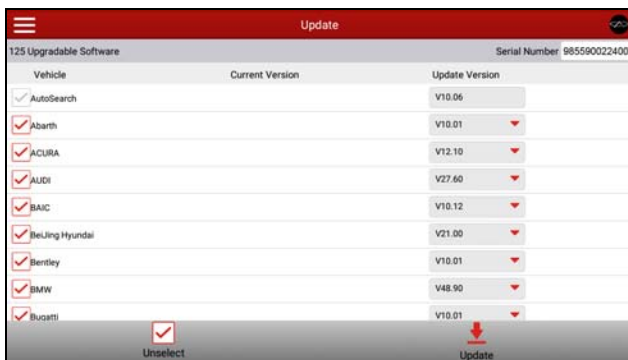 Update
125 Upgradable Software Serial Number 985590022400
Vehicle Current Version Update Version
AutoSearch V10.06
Abarth V10.01
ACURA V12.10
AUDI V27.60
BAIC V10.12
BeiJing Hyundai V21.00
Bentley V10.01
BMW V48.90
Bugatti V10.01
Unselect Update